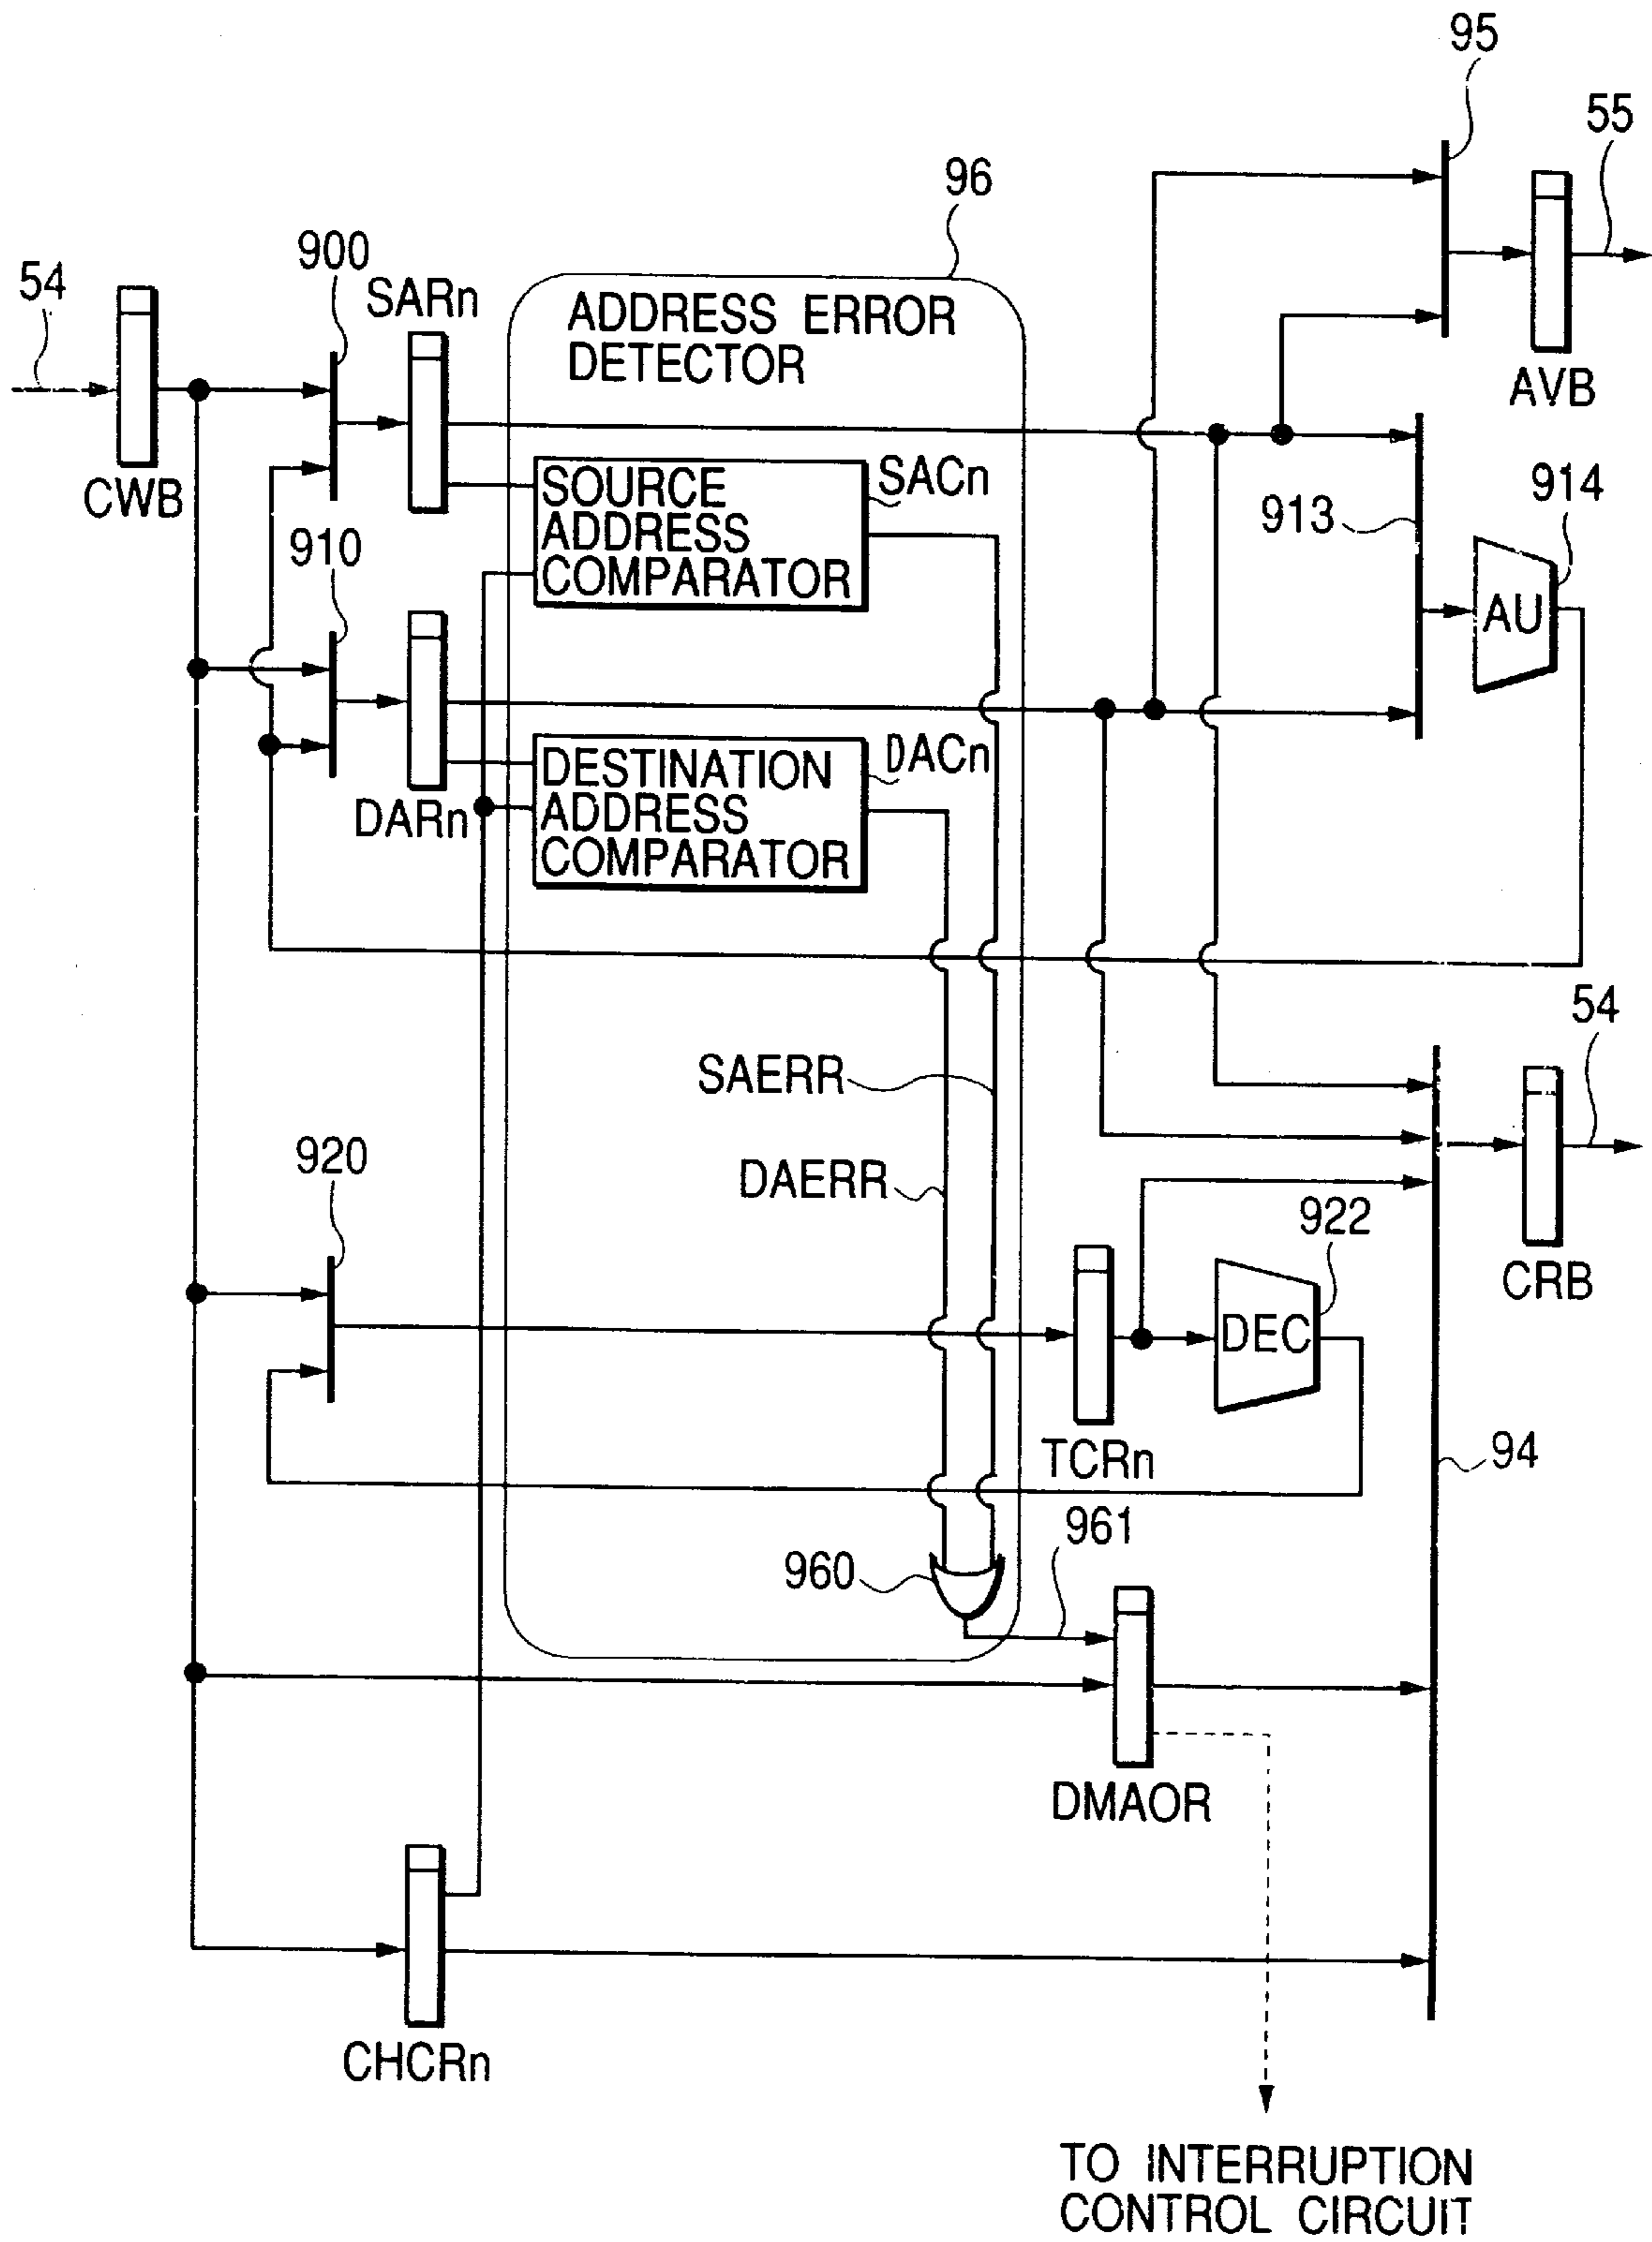 95
55
96
900
54
SARn
ADDRESS ERROR
DETECTOR
AVB
CWB
SOURCE
ADDRESS
COMPARATOR
SACn
913
914
910
AU
DESTINATION
ADDRESS
COMPARATOR
DACn
DARn
54
SAERR
920
DAERR
922
CRB
DEC
TCRn
94
961
960
DMAOR
CHCRn
TO INTERRUPTION
CONTROL CIRCUIT